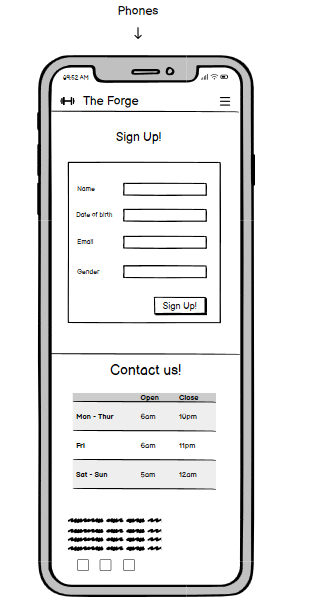 Phones
09:52 AM
The Forge
Sign Up!
Name
Date of birth
Email
Gender
Sign Up!
Contact us!
Open Close
Mon - Thur 6am 10pm
Fri 6am 11pm
Sat - Sun 5am 12am